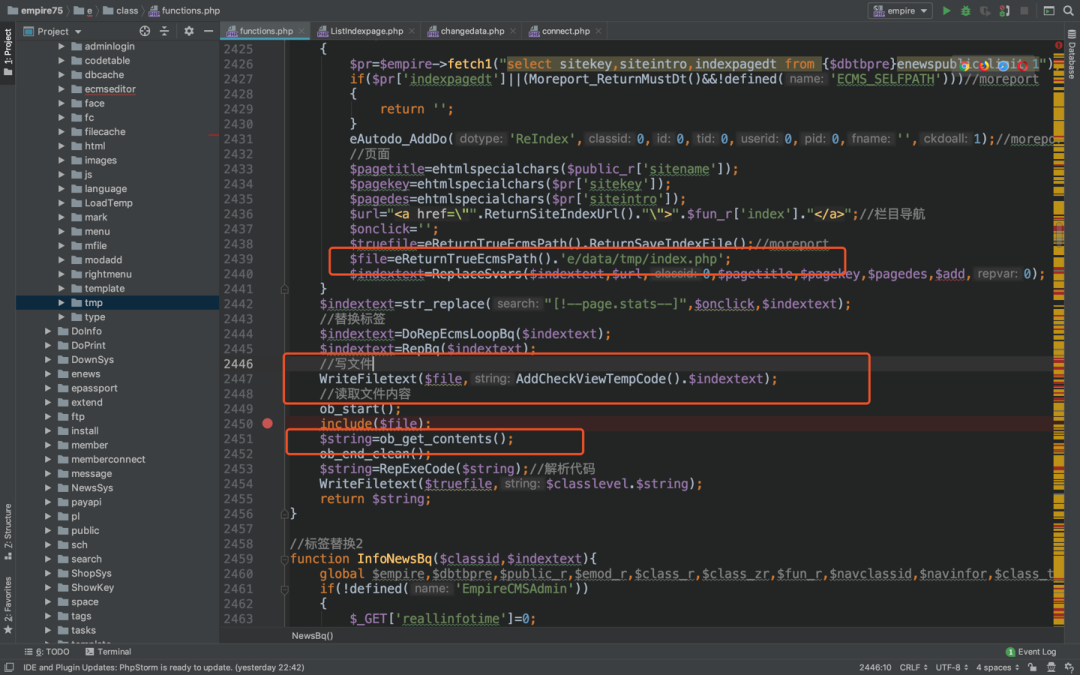 empire75 e class functions.php empire
Project functions.php ListIndexpage.php changedata.php connect.php
1: Project
Database
Z: Structure
2: Favorites
adminlogin
codetable
dbcache
ecmseditor
face
fc
filecache
html
images
js
language
LoadTemp
mark
menu
mfile
modadd
rightmenu
template
tmp
type
DoInfo
DoPrint
DownSys
enews
epassport
extend
ftp
install
member
memberconnect
message
NewsSys
payapi
pl
public
sch
search
ShopSys
ShowKey
space
tags
tasks
template
2425 {
2426 $pr=$empire->fetch1("select sitekey,siteintro,indexpagedt from {$dbtbpre}enewspublic limit 1");
2427 if($pr['indexpagedt']||(Moreport_ReturnMustDt()&&!defined( name: 'ECMS_SELFPATH')))//moreport
2428 {
2429 return '';
2430 }
2431 eAutodo_AddDo( dotype: 'ReIndex', classid: 0, id: 0, tid: 0, userid: 0, pid: 0, fname: '', ckdoall: 1);//morepor
2432 //页面
2433 $pagetitle=ehtmlspecialchars($public_r['sitename']);
2434 $pagekey=ehtmlspecialchars($pr['sitekey']);
2435 $pagedes=ehtmlspecialchars($pr['siteintro']);
2436 $url="<a href=\"".ReturnSiteIndexUrl()."\">".$fun_r['index']."</a>";//栏目导航
2437 $onclick='';
2438 $truefile=eReturnTrueEcmsPath().ReturnSaveIndexFile();//moreport
2439 $file=eReturnTrueEcmsPath().'e/data/tmp/index.php';
2440 $indextext=ReplaceSvars($indextext,$url, classid: 0,$pagetitle,$pagekey,$pagedes,$add, repvar: 0);
2441 }
2442 $indextext=str_replace( search: "[!--page.stats--]",$onclick,$indextext);
2443 //替换标签
2444 $indextext=DoRepEcmsLoopBq($indextext);
2445 $indextext=RepBq($indextext);
2446 //写文件
2447 WriteFiletext($file, string: AddCheckViewTempCode().$indextext);
2448 //读取文件内容
2449 ob_start();
2450 include($file);
2451 $string=ob_get_contents();
2452 ob_end_clean();
2453 $string=RepExeCode($string);//解析代码
2454 WriteFiletext($truefile, string: $classlevel.$string);
2455 return $string;
2456 }
2457
2458 //标签替换2
2459 function InfoNewsBq($classid,$indextext){
2460 global $empire,$dbtbpre,$public_r,$emod_r,$class_r,$class_zr,$fun_r,$navclassid,$navinfor,$class_t
2461 if(!defined( name: 'EmpireCMSAdmin'))
2462 {
2463 $_GET['reallinfotime']=0;
NewsBq()
6: TODO Terminal 1 Event Log
IDE and Plugin Updates: PhpStorm is ready to update. (yesterday 22:42) 2446:10 CRLF UTF-8 4 spaces